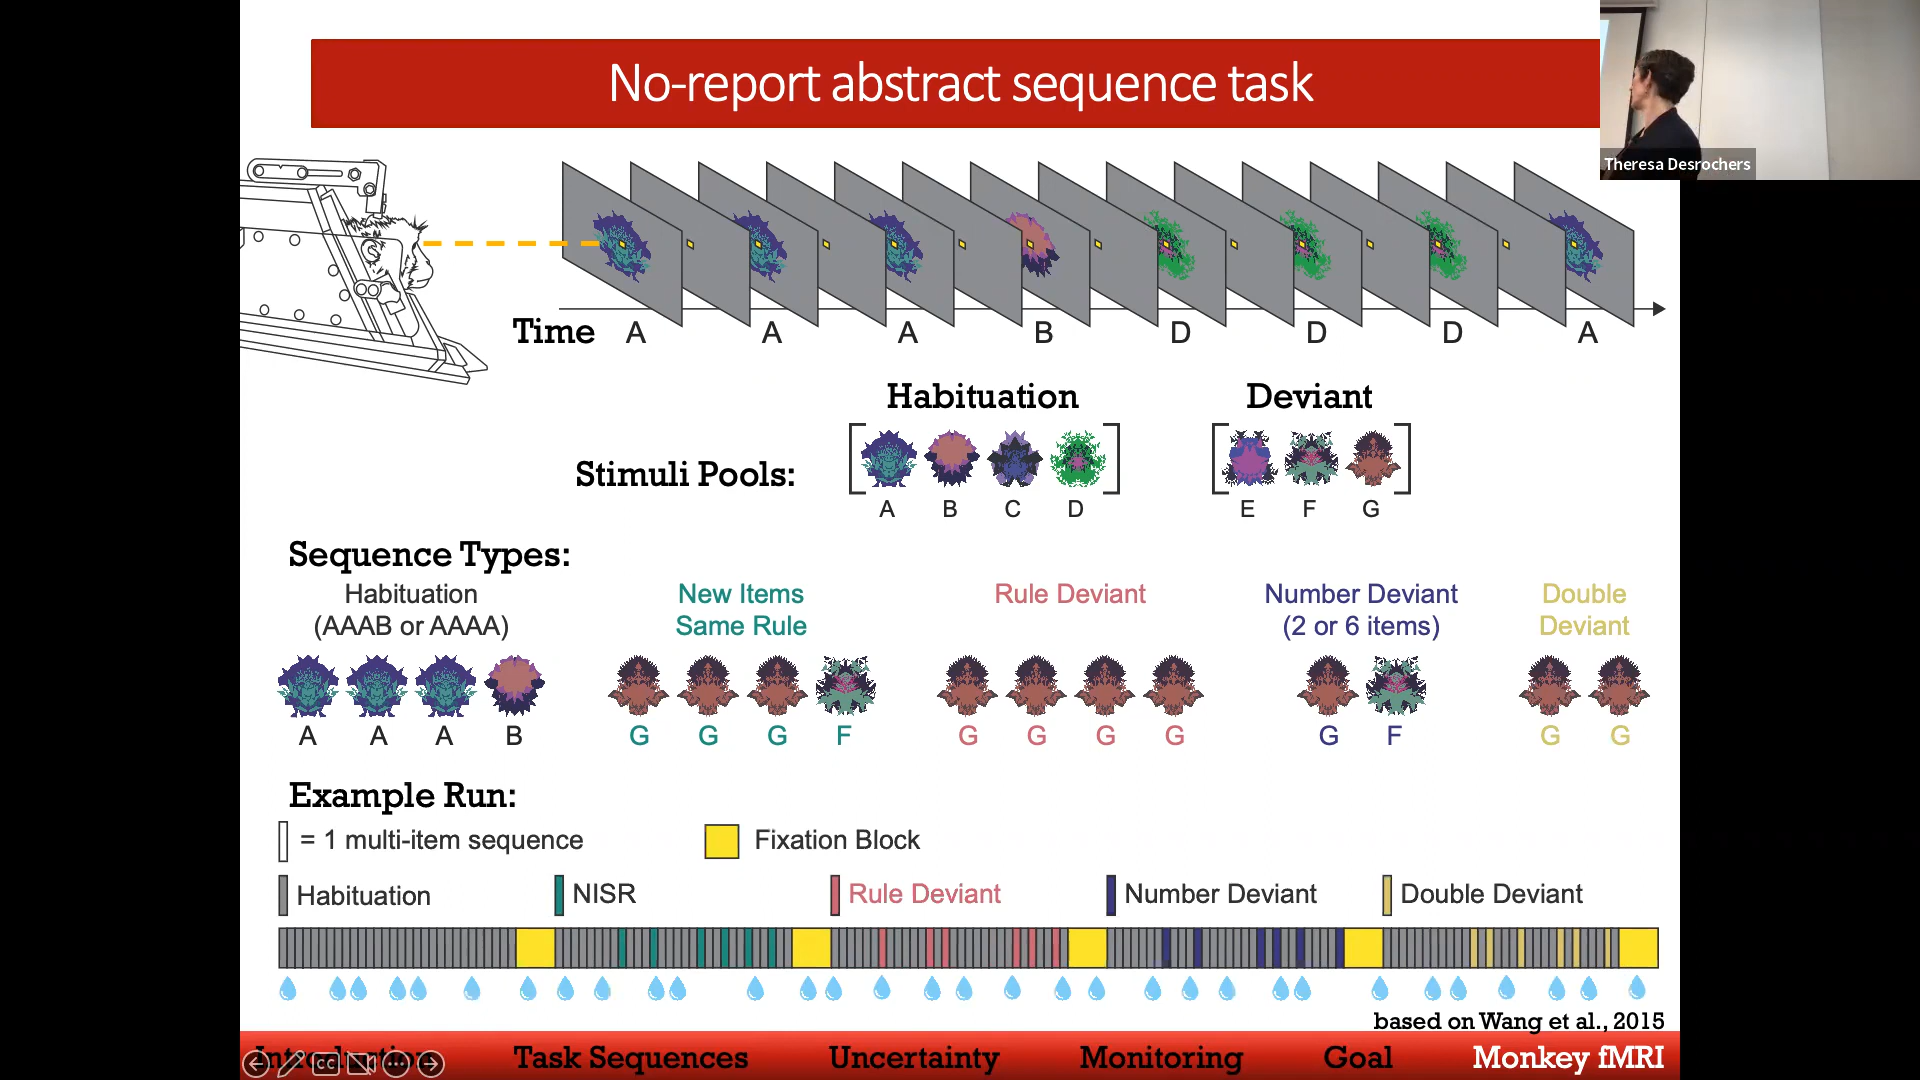 No-report abstract sequence task
Theresa Desrochers
Time A A A B D D D A
Habituation Deviant
Stimuli Pools:
A B C D E F G
Sequence Types:
Habituation
(AAAB or AAAA)
New Items
Same Rule
Rule Deviant
Number Deviant
(2 or 6 items)
Double
Deviant
A A A B G G G F G G G G G F G G
Example Run:
= 1 multi-item sequence Fixation Block
Habituation NISR Rule Deviant Number Deviant Double Deviant
based on Wang et al., 2015
Introduction Task Sequences Uncertainty Monitoring Goal Monkey fMRI
CC